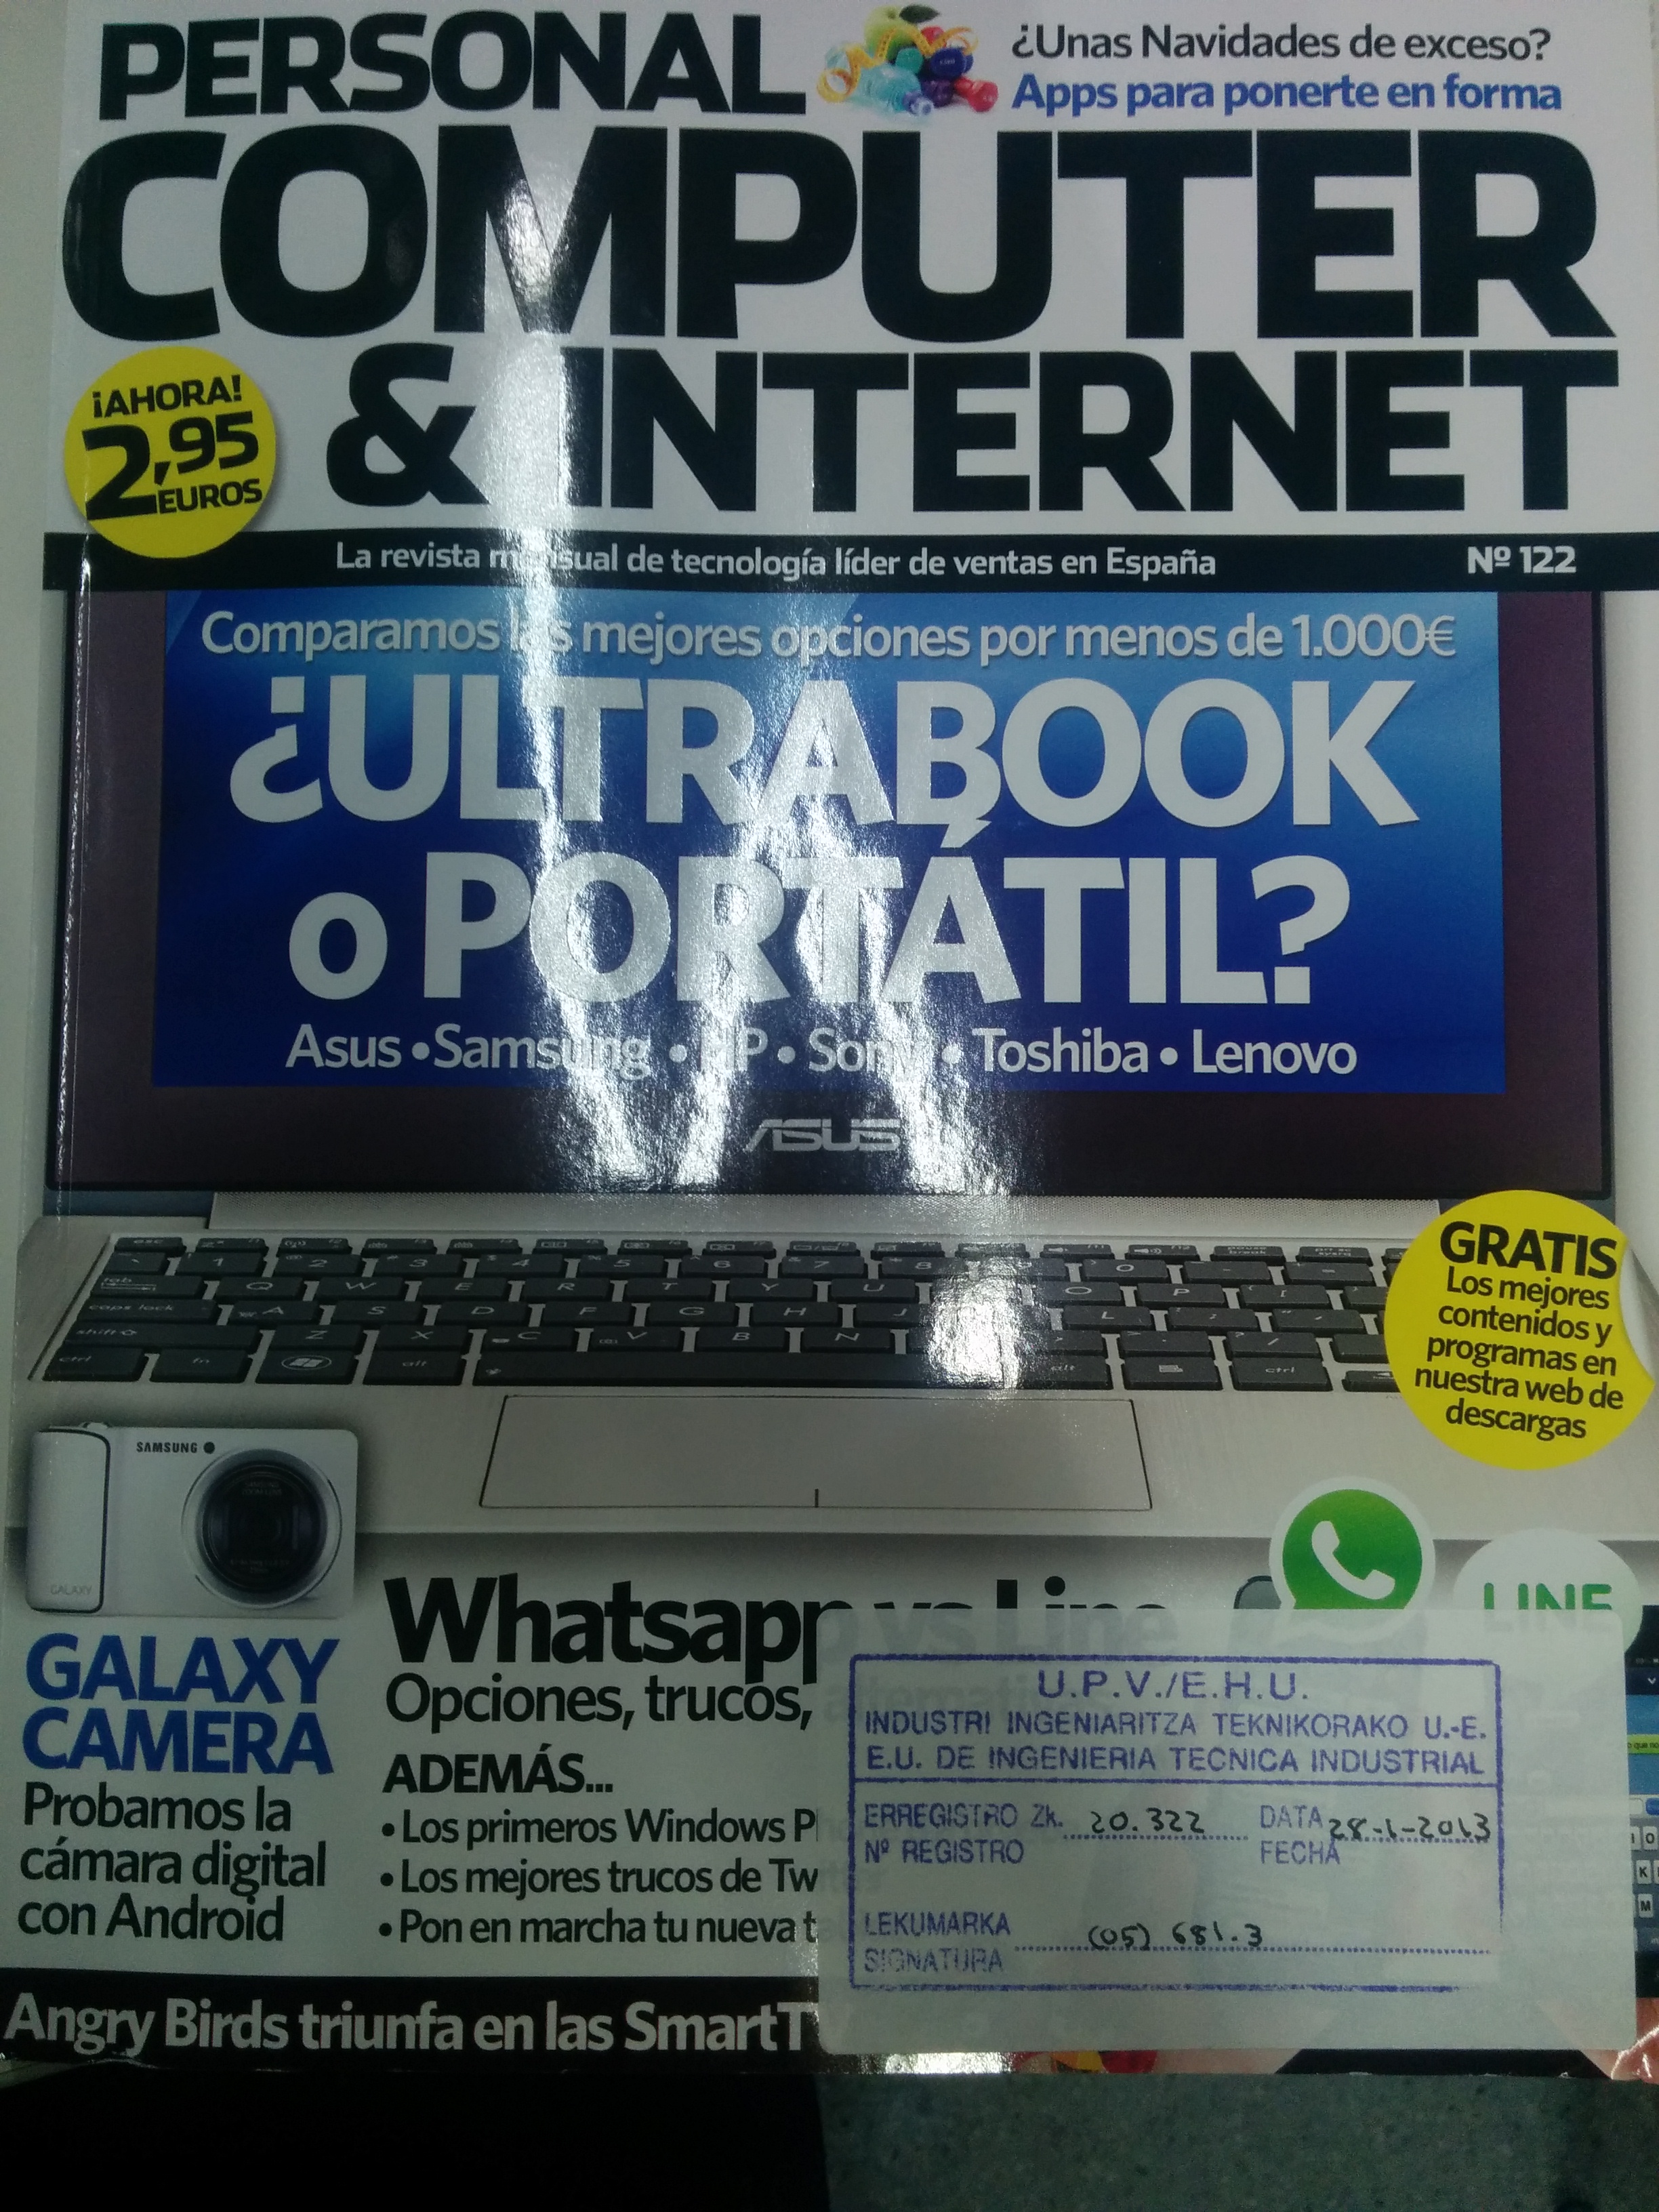 PERSONAL
COMPUTER
& INTERNET
¿Unas Navidades de exceso?
Apps para ponerte en forma
¡AHORA!
2,95
EUROS
La revista mensual de tecnología líder de ventas en España
Nº 122
Comparamos las mejores opciones por menos de 1.000€
¿ULTRABOOK
o PORTÁTIL?
Asus • Samsung • HP • Sony • Toshiba • Lenovo
ASUS
GRATIS
Los mejores
contenidos y
programas en
nuestra web de
descargas
SAMSUNG
GALAXY
GALAXY
CAMERA
Probamos la
cámara digital
con Android
LINE
Whatsapp vs Line
Opciones, trucos,
ADEMÁS...
• Los primeros Windows Ph
• Los mejores trucos de Tw
• Pon en marcha tu nueva t
Angry Birds triunfa en las SmartT
U.P.V./E.H.U.
INDUSTRI INGENIARITZA TEKNIKORAKO U.-E.
E.U. DE INGENIERIA TECNICA INDUSTRIAL
ERREGISTRO Zk. 20.322 DATA 28-1-2013
Nº REGISTRO FECHA
LEKUMARKA (05) 681.3
SIGNATURA